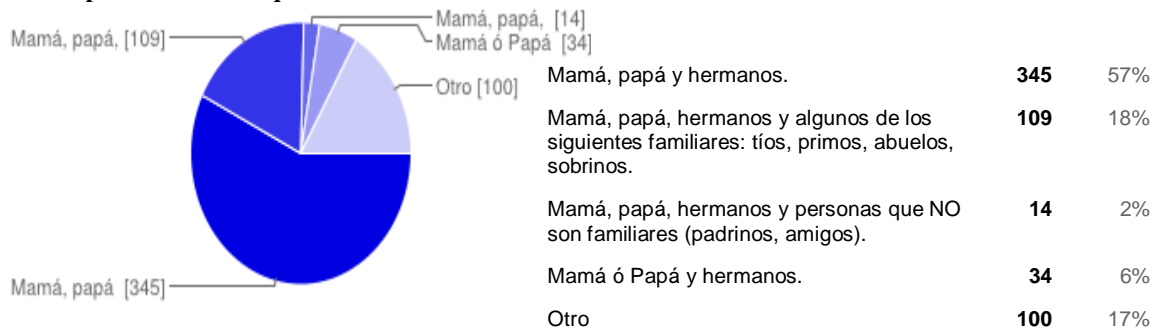 Mamá, papá, [14]
Mamá, papá, [109]
Mamá ó Papá [34]
Otro [100]
Mamá, papá [345]
Mamá, papá y hermanos. 345 57%
Mamá, papá, hermanos y algunos de los 109 18%
siguientes familiares: tíos, primos, abuelos,
sobrinos.
Mamá, papá, hermanos y personas que NO 14 2%
son familiares (padrinos, amigos).
Mamá ó Papá y hermanos. 34 6%
Otro 100 17%